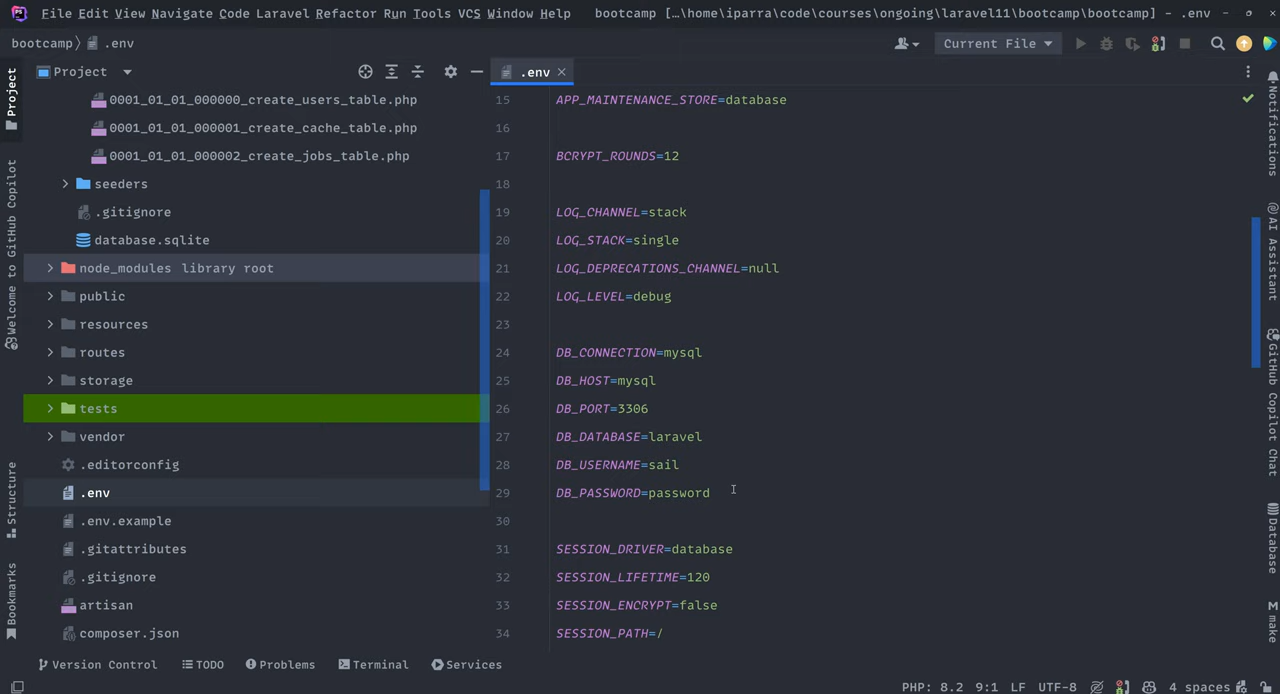 File Edit View Navigate Code Laravel Refactor Run Tools VCS Window Help bootcamp […\home\iparra\code\courses\ongoing\laravel11\bootcamp\bootcamp] - .env
bootcamp .env
Current File
Project
.env
0001_01_01_000000_create_users_table.php
0001_01_01_000001_create_cache_table.php
0001_01_01_000002_create_jobs_table.php
seeders
.gitignore
database.sqlite
node_modules library root
public
resources
routes
storage
tests
vendor
.editorconfig
.env
.env.example
.gitattributes
.gitignore
artisan
composer.json
15 APP_MAINTENANCE_STORE=database
16
17 BCRYPT_ROUNDS=12
18
19 LOG_CHANNEL=stack
20 LOG_STACK=single
21 LOG_DEPRECATIONS_CHANNEL=null
22 LOG_LEVEL=debug
23
24 DB_CONNECTION=mysql
25 DB_HOST=mysql
26 DB_PORT=3306
27 DB_DATABASE=laravel
28 DB_USERNAME=sail
29 DB_PASSWORD=password
30
31 SESSION_DRIVER=database
32 SESSION_LIFETIME=120
33 SESSION_ENCRYPT=false
34 SESSION_PATH=/
Project
Welcome to GitHub Copilot
Structure
Bookmarks
Notifications
AI Assistant
GitHub Copilot Chat
Database
M make
Version Control TODO Problems Terminal Services
PHP: 8.2 9:1 LF UTF-8 4 spaces